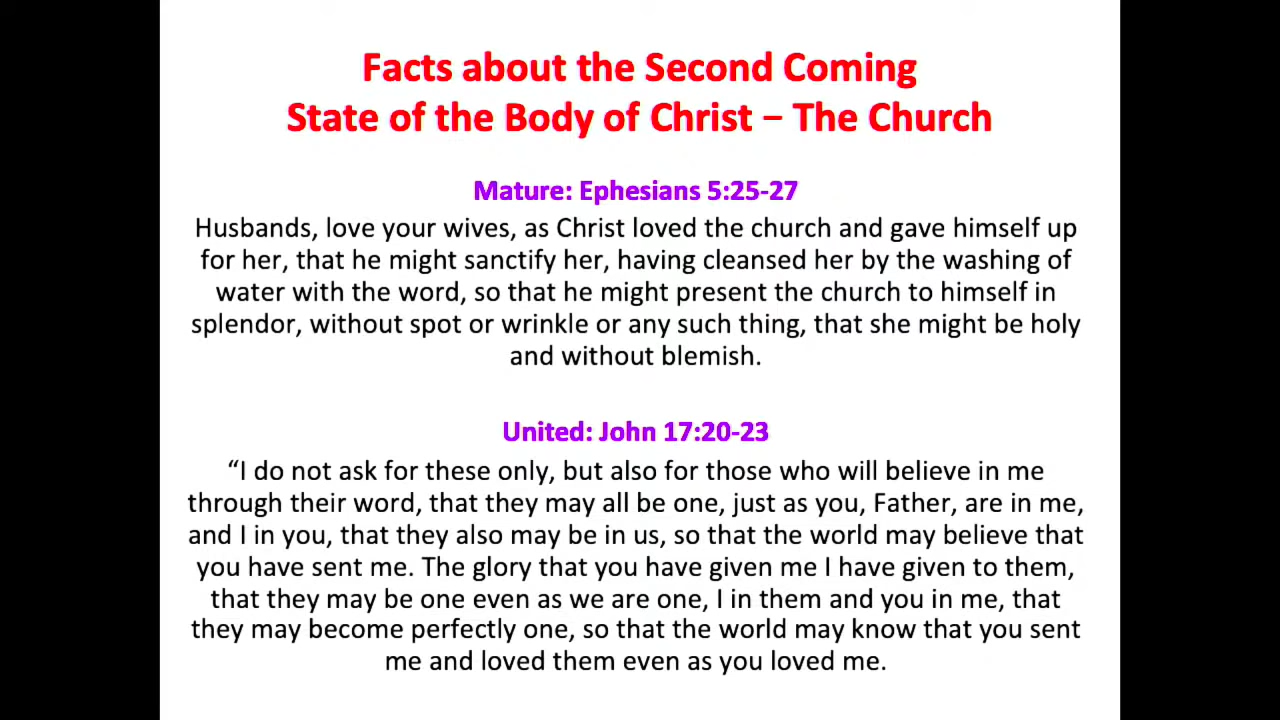 Facts about the Second Coming
State of the Body of Christ – The Church
Mature: Ephesians 5:25-27
Husbands, love your wives, as Christ loved the church and gave himself up
for her, that he might sanctify her, having cleansed her by the washing of
water with the word, so that he might present the church to himself in
splendor, without spot or wrinkle or any such thing, that she might be holy
and without blemish.
United: John 17:20-23
“I do not ask for these only, but also for those who will believe in me
through their word, that they may all be one, just as you, Father, are in me,
and I in you, that they also may be in us, so that the world may believe that
you have sent me. The glory that you have given me I have given to them,
that they may be one even as we are one, I in them and you in me, that
they may become perfectly one, so that the world may know that you sent
me and loved them even as you loved me.